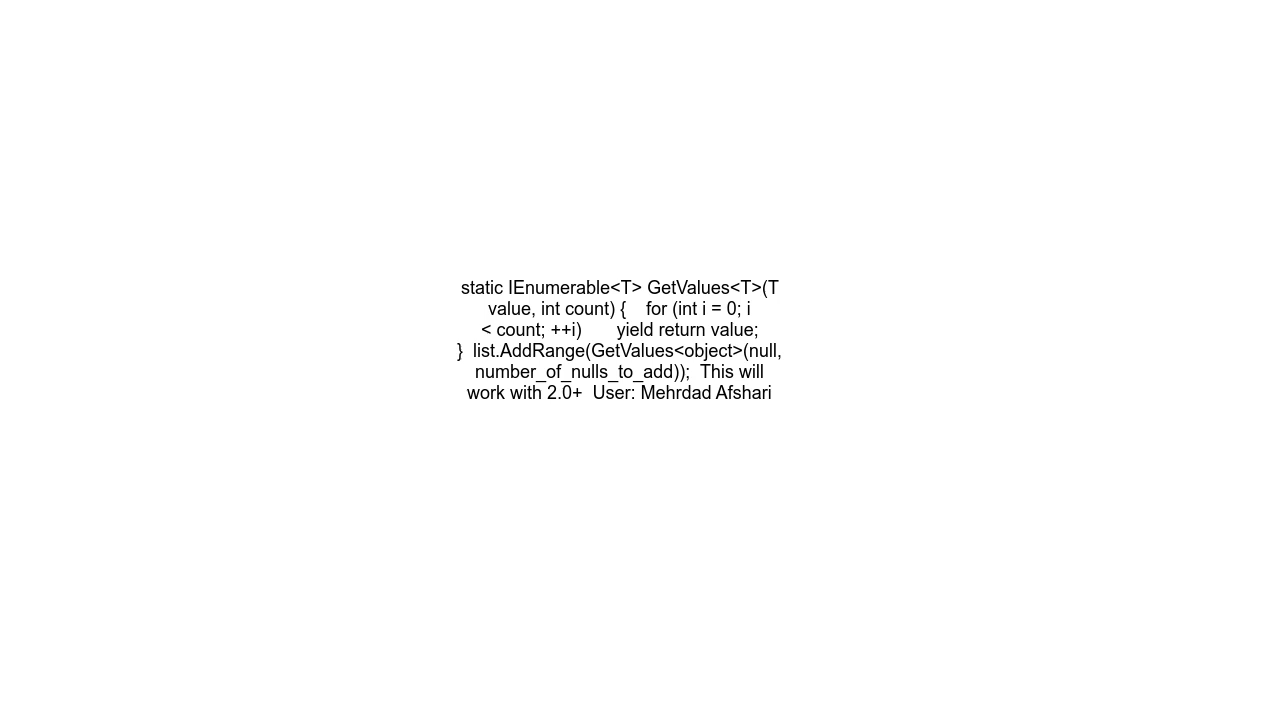 static IEnumerable<T> GetValues<T>(T
value, int count) {    for (int i = 0; i
< count; ++i)       yield return value;
}  list.AddRange(GetValues<object>(null,
number_of_nulls_to_add));  This will
work with 2.0+  User: Mehrdad Afshari